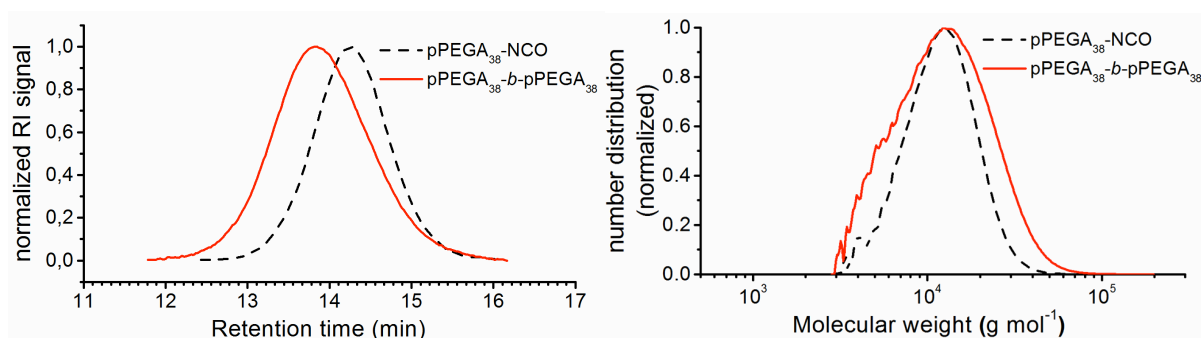 normalized RI signal
1,0
0,8
0,6
0,4
0,2
0,0
11 12 13 14 15 16 17
Retention time (min)
pPEGA₃₈-NCO
pPEGA₃₈-b-pPEGA₃₈
number distribution
(normalized)
1.0
0.8
0.6
0.4
0.2
0.0
10³ 10⁴ 10⁵
Molecular weight (g mol⁻¹)
pPEGA₃₈-NCO
pPEGA₃₈-b-pPEGA₃₈